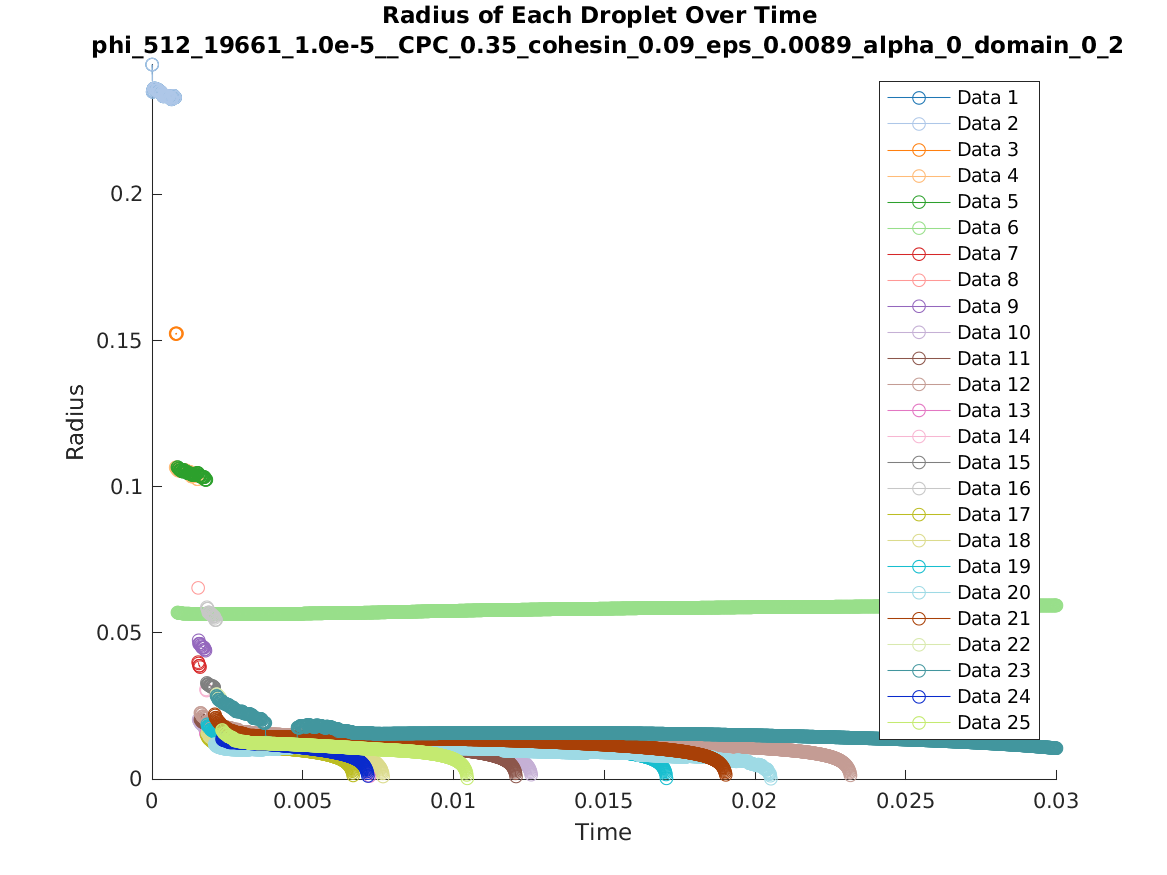 Radius of Each Droplet Over Time
phi_512_19661_1.0e-5__CPC_0.35_cohesin_0.09_eps_0.0089_alpha_0_domain_0_2
Radius
0.2
0.15
0.1
0.05
0
0
0.005
0.01
0.015
0.02
0.025
0.03
Time
Data 1
Data 2
Data 3
Data 4
Data 5
Data 6
Data 7
Data 8
Data 9
Data 10
Data 11
Data 12
Data 13
Data 14
Data 15
Data 16
Data 17
Data 18
Data 19
Data 20
Data 21
Data 22
Data 23
Data 24
Data 25